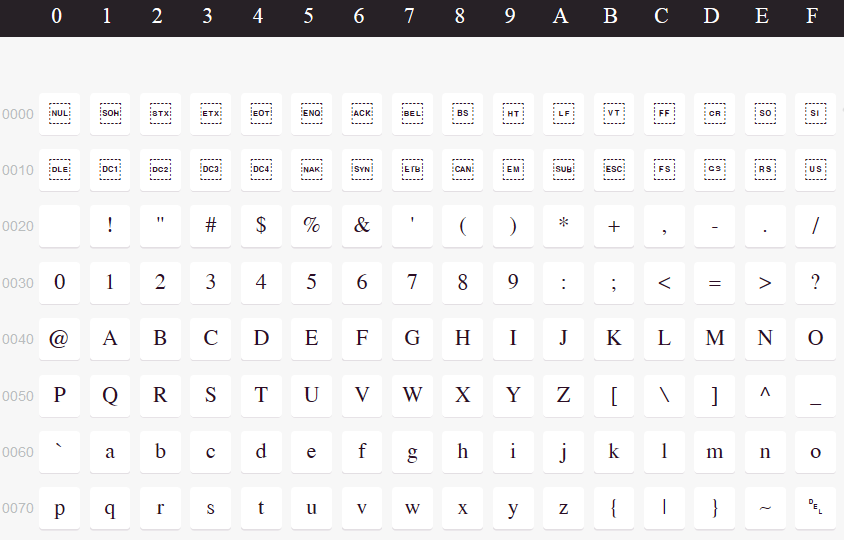 0 1 2 3 4 5 6 7 8 9 A B C D E F
0000 NUL SOH STX ETX EOT ENQ ACK BEL BS HT LF VT FF CR SO SI
0010 DLE DC1 DC2 DC3 DC4 NAK SYN ETB CAN EM SUB ESC FS GS RS US
0020 ! " # $ % & ' ( ) * + , - . /
0030 0 1 2 3 4 5 6 7 8 9 : ; < = > ?
0040 @ A B C D E F G H I J K L M N O
0050 P Q R S T U V W X Y Z [ \ ] ^ _
0060 ` a b c d e f g h i j k l m n o
0070 p q r s t u v w x y z { | } ~ DEL